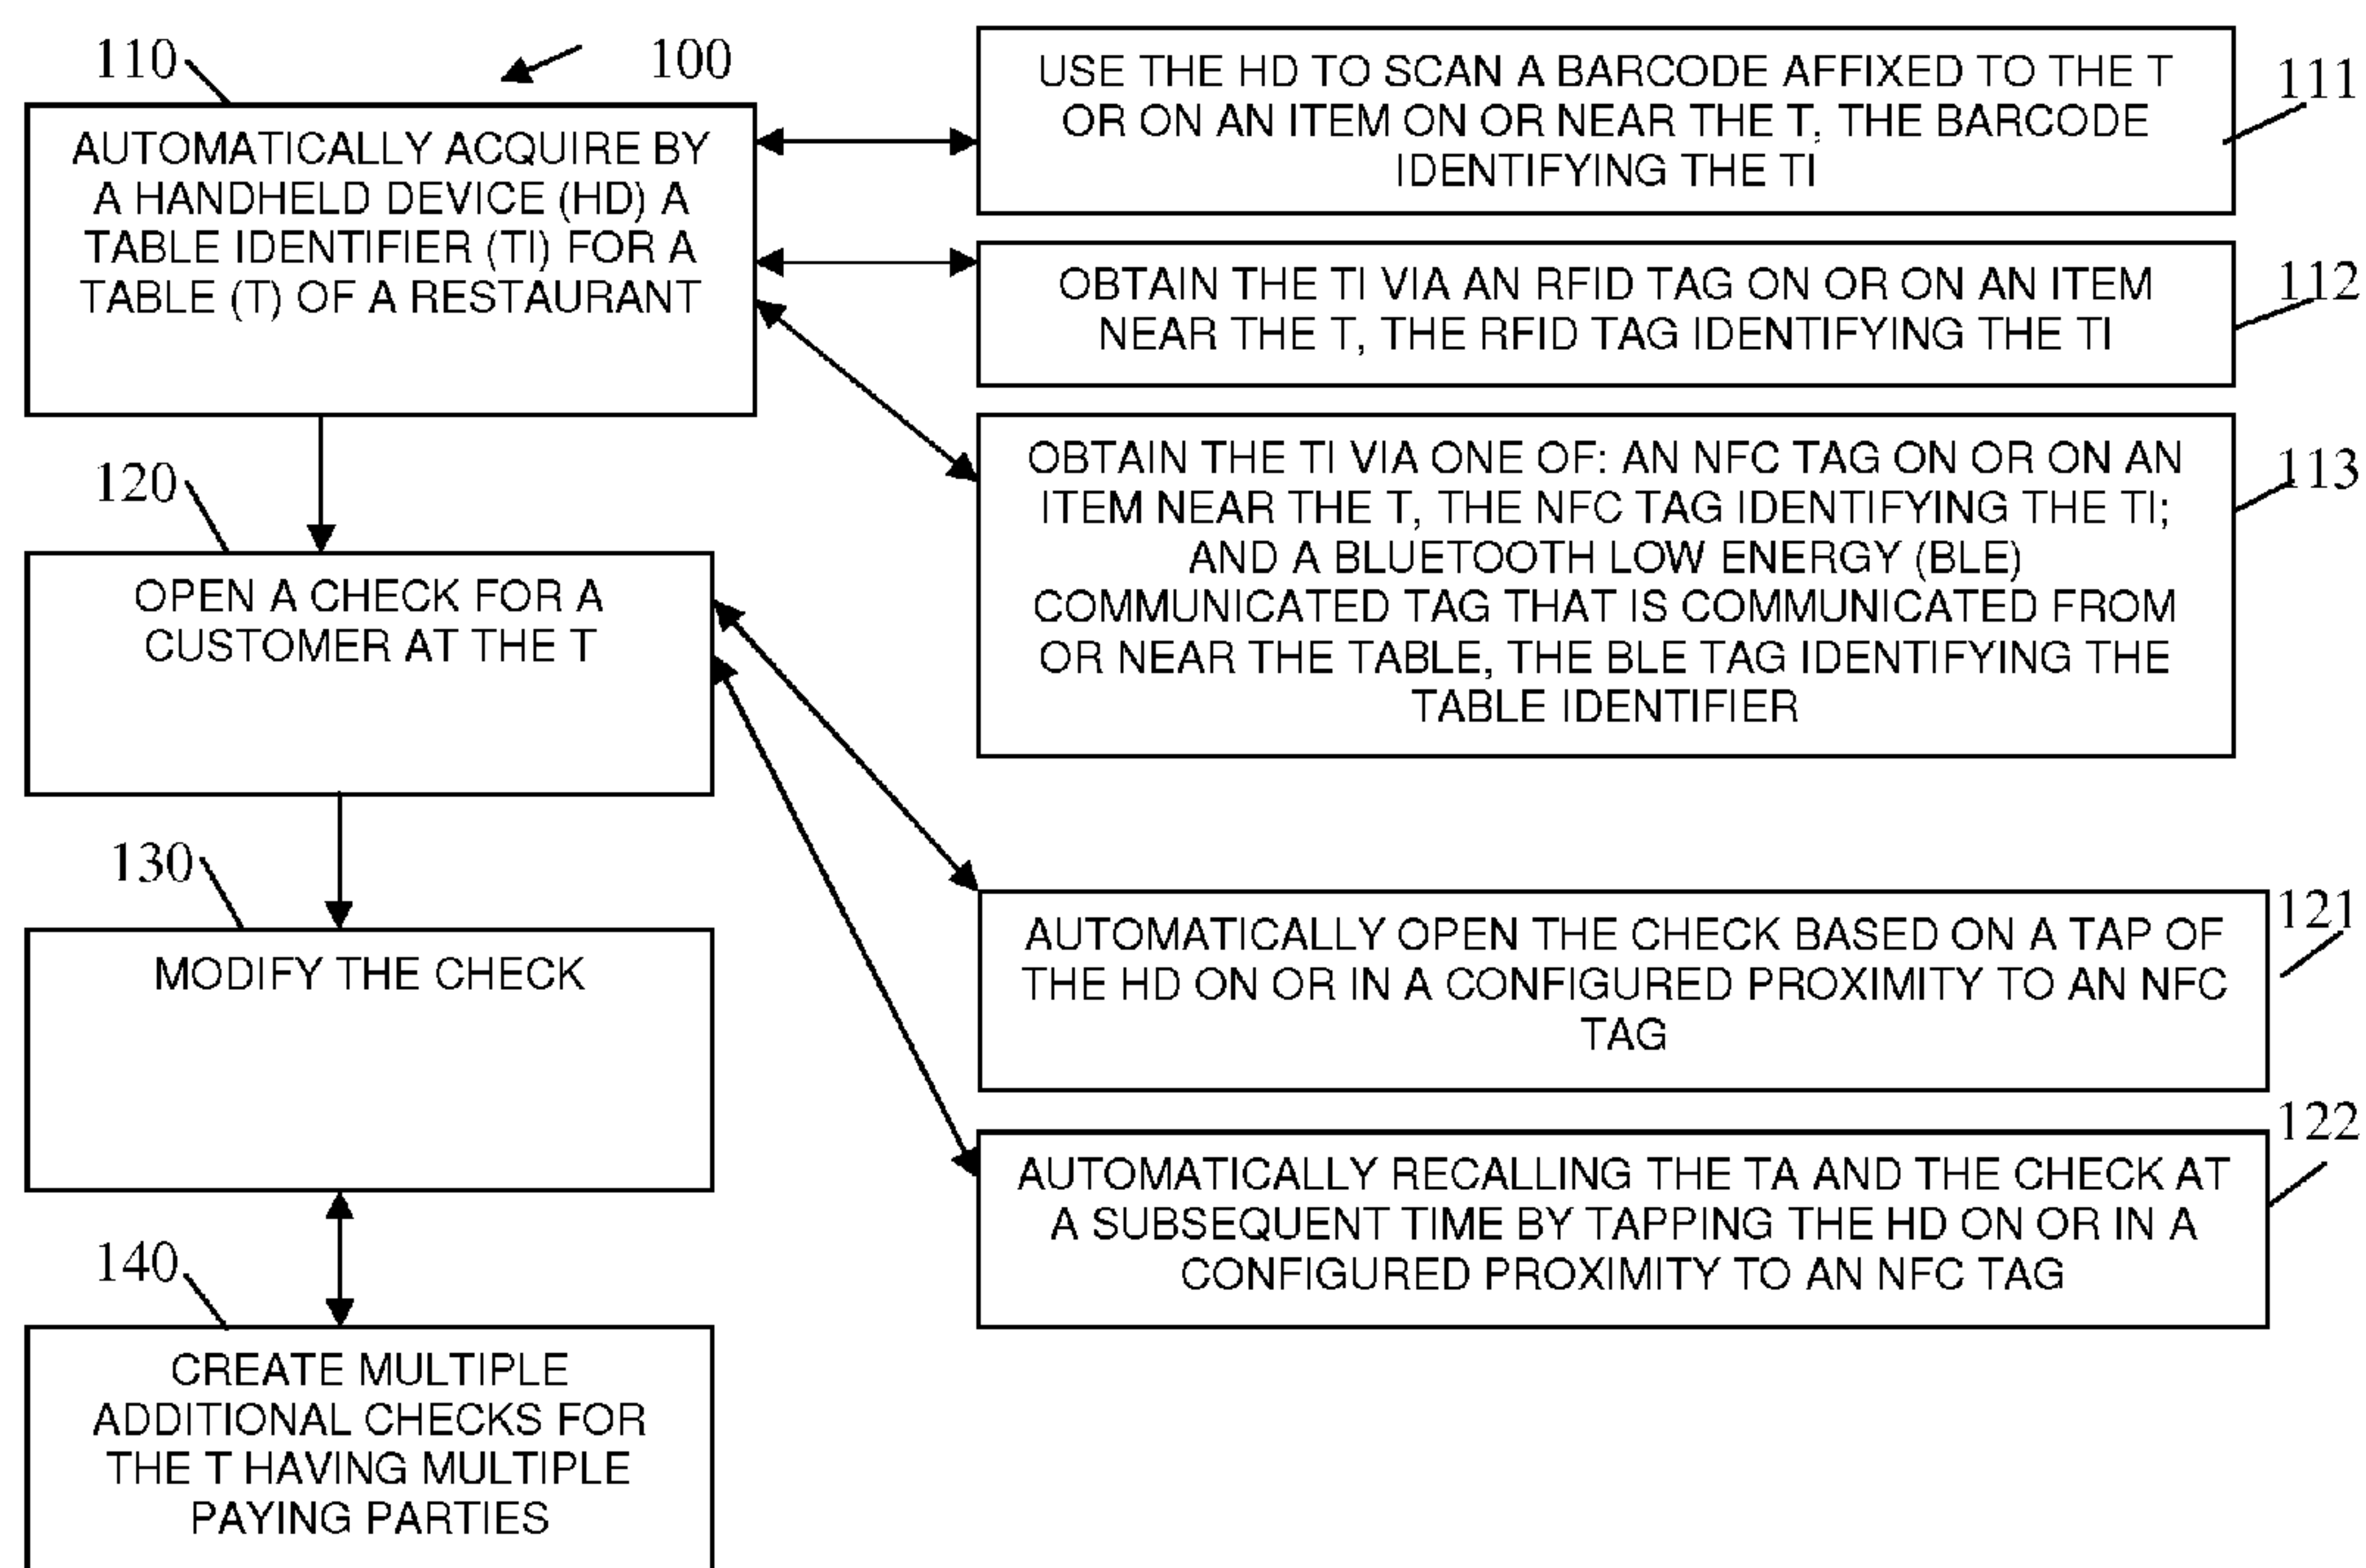 110
100
AUTOMATICALLY ACQUIRE BY
A HANDHELD DEVICE (HD) A
TABLE IDENTIFIER (TI) FOR A
TABLE (T) OF A RESTAURANT
USE THE HD TO SCAN A BARCODE AFFIXED TO THE T
OR ON AN ITEM ON OR NEAR THE T, THE BARCODE
IDENTIFYING THE TI
111
OBTAIN THE TI VIA AN RFID TAG ON OR ON AN ITEM
NEAR THE T, THE RFID TAG IDENTIFYING THE TI
112
OBTAIN THE TI VIA ONE OF: AN NFC TAG ON OR ON AN
ITEM NEAR THE T, THE NFC TAG IDENTIFYING THE TI;
AND A BLUETOOTH LOW ENERGY (BLE)
COMMUNICATED TAG THAT IS COMMUNICATED FROM
OR NEAR THE TABLE, THE BLE TAG IDENTIFYING THE
TABLE IDENTIFIER
113
120
OPEN A CHECK FOR A
CUSTOMER AT THE T
AUTOMATICALLY OPEN THE CHECK BASED ON A TAP OF
THE HD ON OR IN A CONFIGURED PROXIMITY TO AN NFC
TAG
121
AUTOMATICALLY RECALLING THE TA AND THE CHECK AT
A SUBSEQUENT TIME BY TAPPING THE HD ON OR IN A
CONFIGURED PROXIMITY TO AN NFC TAG
122
130
MODIFY THE CHECK
140
CREATE MULTIPLE
ADDITIONAL CHECKS FOR
THE T HAVING MULTIPLE
PAYING PARTIES